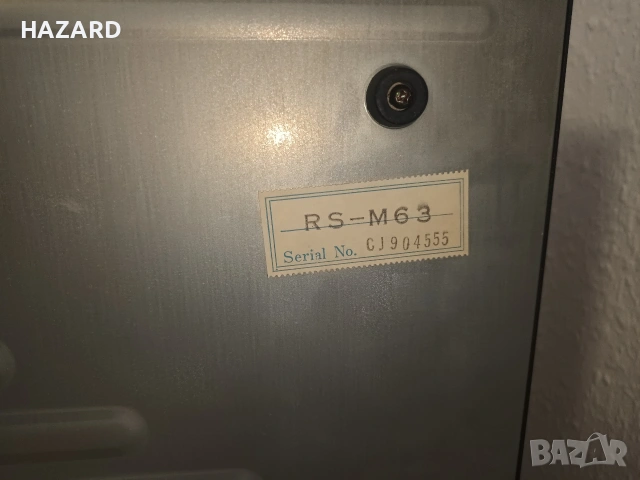 HAZARD
RS-M63
Serial No. CJ904555
BAZAR